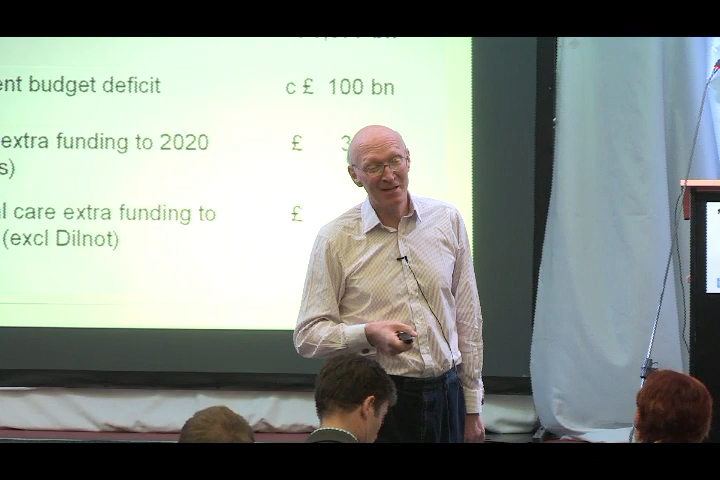 ent budget deficit c £ 100 bn
extra funding to 2020 £ 3
s)
l care extra funding to £
(excl Dilnot)